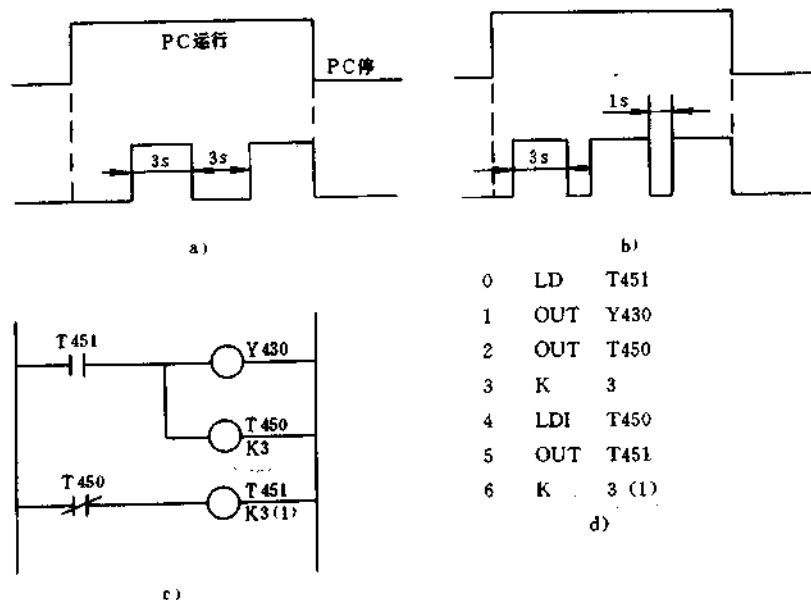 PC运行
PC停
3s
3s
a)
1s
3s
b)
T451
Y430
T450
K3
T450
T451
K3(1)
c)
0 LD T451
1 OUT Y430
2 OUT T450
3 K 3
4 LDI T450
5 OUT T451
6 K 3 (1)
d)